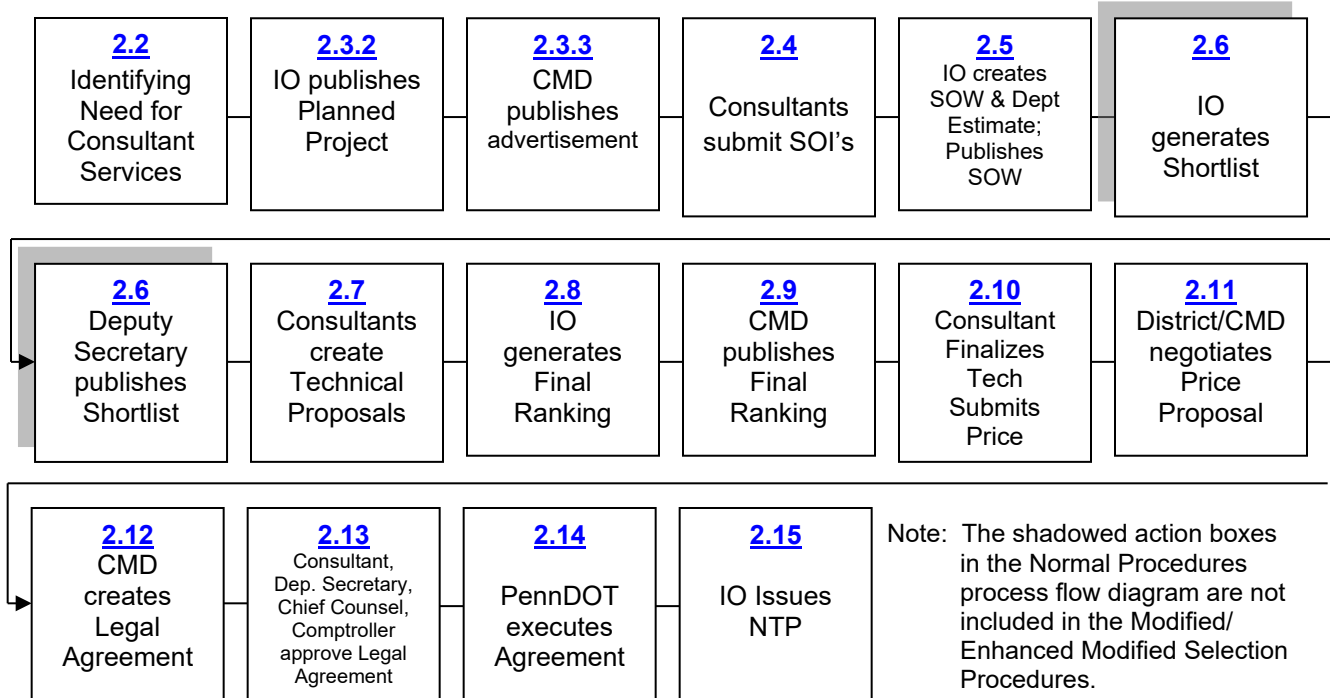 2.2
Identifying
Need for
Consultant
Services
2.3.2
IO publishes
Planned
Project
2.3.3
CMD
publishes
advertisement
2.4
Consultants
submit SOI's
2.5
IO creates
SOW & Dept
Estimate;
Publishes
SOW
2.6
IO
generates
Shortlist
2.6
Deputy
Secretary
publishes
Shortlist
2.7
Consultants
create
Technical
Proposals
2.8
IO
generates
Final
Ranking
2.9
CMD
publishes
Final
Ranking
2.10
Consultant
Finalizes
Tech
Submits
Price
2.11
District/CMD
negotiates
Price
Proposal
2.12
CMD
creates
Legal
Agreement
2.13
Consultant,
Dep. Secretary,
Chief Counsel,
Comptroller
approve Legal
Agreement
2.14
PennDOT
executes
Agreement
2.15
IO Issues
NTP
Note: The shadowed action boxes
in the Normal Procedures
process flow diagram are not
included in the Modified/
Enhanced Modified Selection
Procedures.